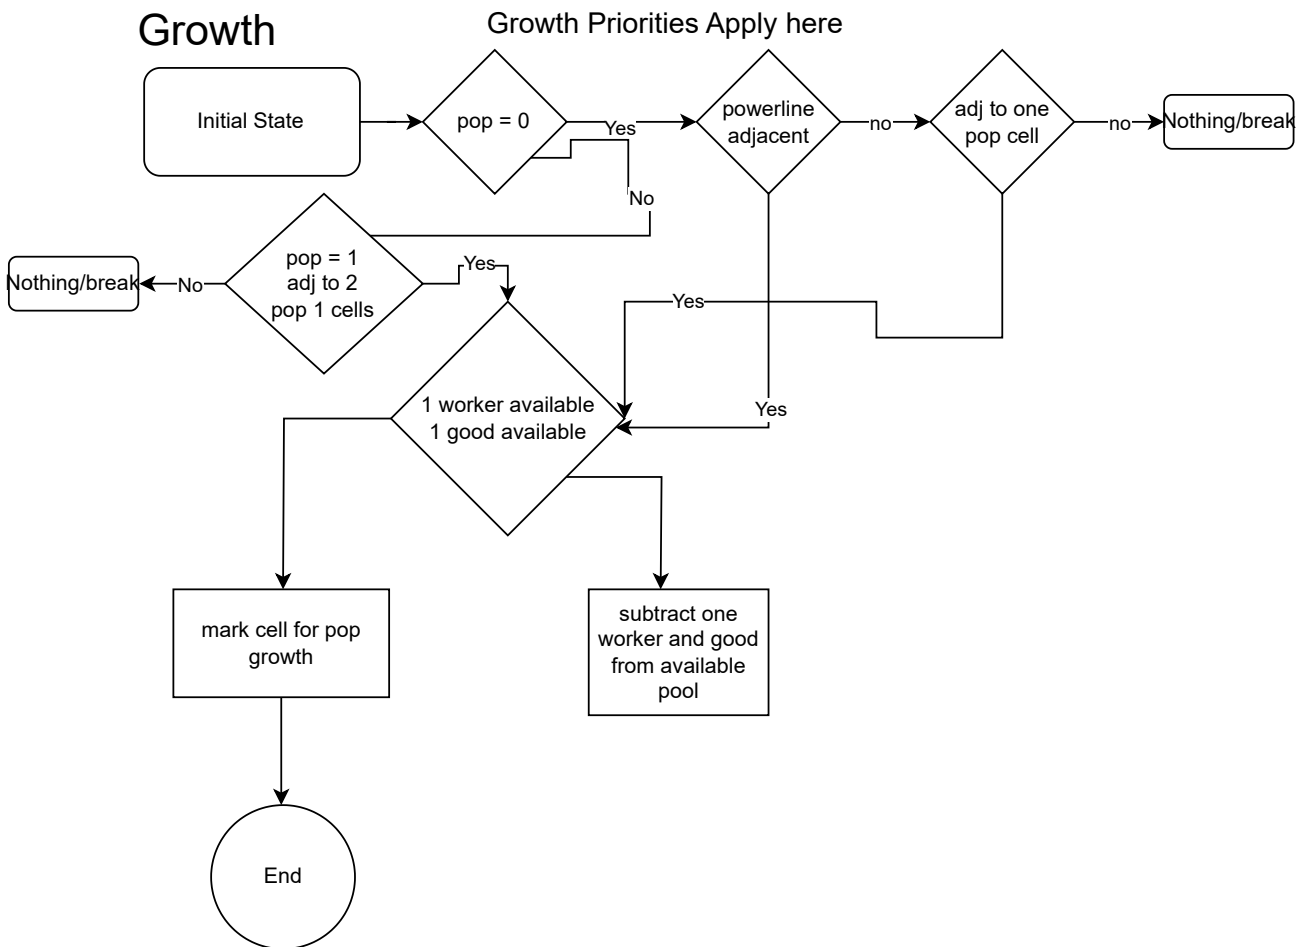 Growth
Growth Priorities Apply here
Initial State
pop = 0
Yes
powerline
adjacent
no
adj to one
pop cell
no
Nothing/break
No
pop = 1
adj to 2
pop 1 cells
No
Nothing/break
Yes
Yes
1 worker available
1 good available
Yes
mark cell for pop
growth
subtract one
worker and good
from available
pool
End